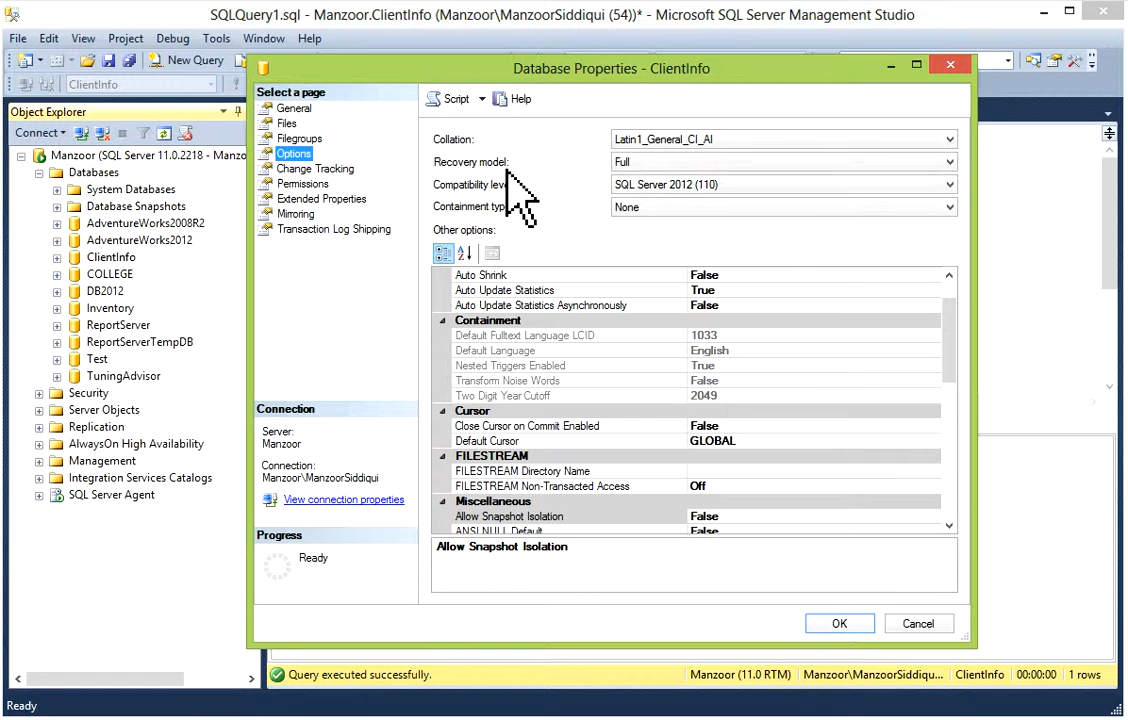 SQLQuery1.sql - Manzoor.ClientInfo (Manzoor\ManzoorSiddiqui (54))* - Microsoft SQL Server Management Studio
File Edit View Project Debug Tools Window Help
New Query
ClientInfo
Object Explorer
Connect
Manzoor (SQL Server 11.0.2218 - Manzo
Databases
System Databases
Database Snapshots
AdventureWorks2008R2
AdventureWorks2012
ClientInfo
COLLEGE
DB2012
Inventory
ReportServer
ReportServerTempDB
Test
TuningAdvisor
Security
Server Objects
Replication
AlwaysOn High Availability
Management
Integration Services Catalogs
SQL Server Agent
Database Properties - ClientInfo
Select a page
General
Files
Filegroups
Options
Change Tracking
Permissions
Extended Properties
Mirroring
Transaction Log Shipping
Connection
Server:
Manzoor
Connection:
Manzoor\ManzoorSiddiqui
View connection properties
Progress
Ready
Script Help
Collation: Latin1_General_CI_AI
Recovery model: Full
Compatibility leve SQL Server 2012 (110)
Containment typ None
Other options:
Auto Shrink False
Auto Update Statistics True
Auto Update Statistics Asynchronously False
Containment
Default Fulltext Language LCID 1033
Default Language English
Nested Triggers Enabled True
Transform Noise Words False
Two Digit Year Cutoff 2049
Cursor
Close Cursor on Commit Enabled False
Default Cursor GLOBAL
FILESTREAM
FILESTREAM Directory Name
FILESTREAM Non-Transacted Access Off
Miscellaneous
Allow Snapshot Isolation False
ANSI NULL Default False
Allow Snapshot Isolation
OK Cancel
Query executed successfully. Manzoor (11.0 RTM) Manzoor\ManzoorSiddiqu... ClientInfo 00:00:00 1 rows
Ready